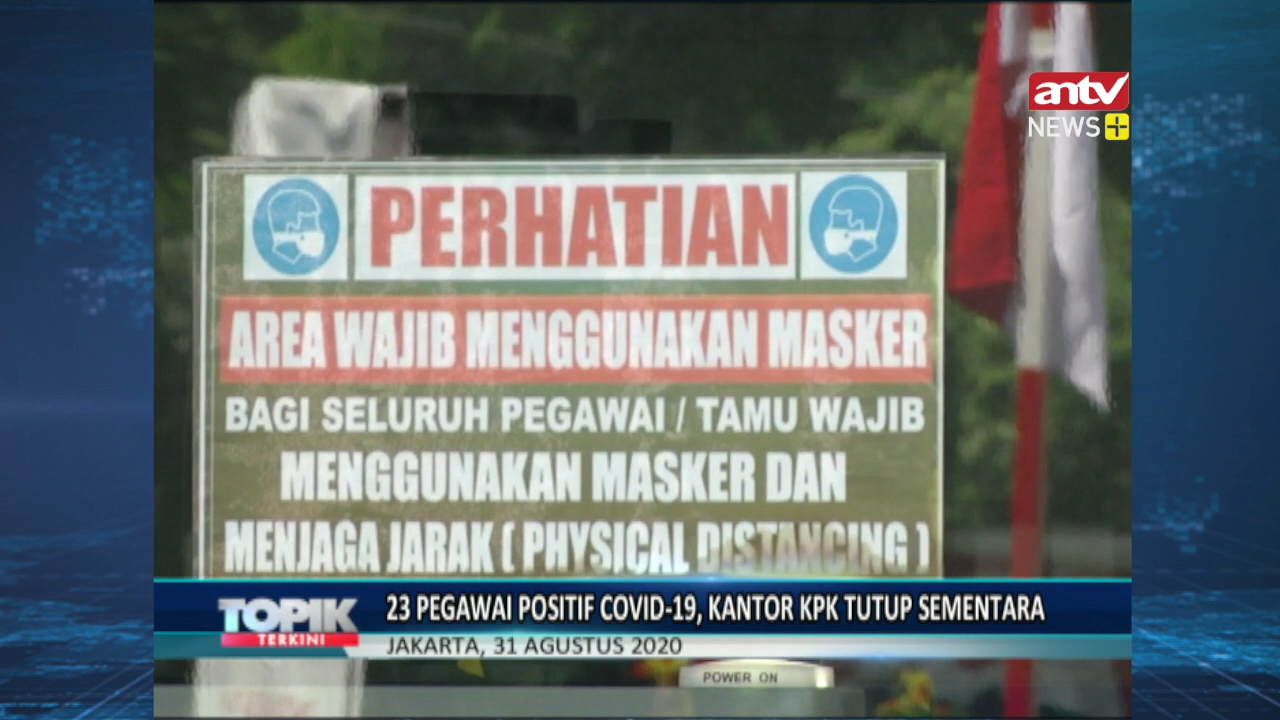 antv
NEWS+
PERHATIAN
AREA WAJIB MENGGUNAKAN MASKER
BAGI SELURUH PEGAWAI / TAMU WAJIB
MENGGUNAKAN MASKER DAN
MENJAGA JARAK ( PHYSICAL DISTANCING )
TOPIK
TERKINI
23 PEGAWAI POSITIF COVID-19, KANTOR KPK TUTUP SEMENTARA
JAKARTA, 31 AGUSTUS 2020
POWER ON